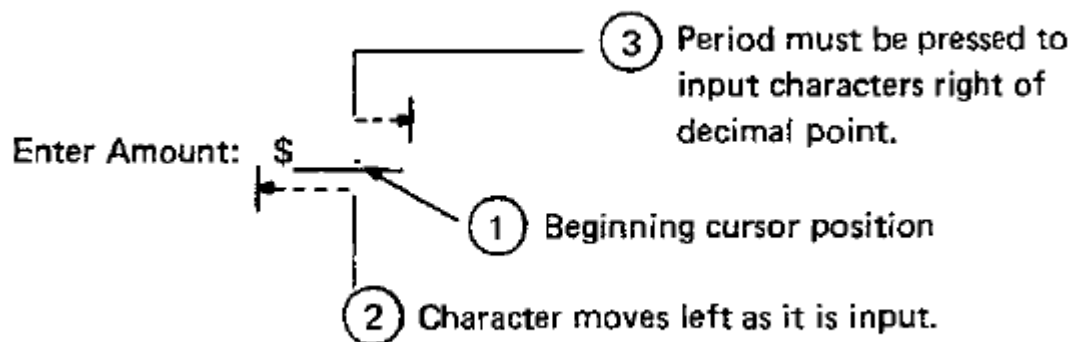 3 Period must be pressed to
input characters right of
decimal point.
Enter Amount: $ .
1 Beginning cursor position
2 Character moves left as it is input.